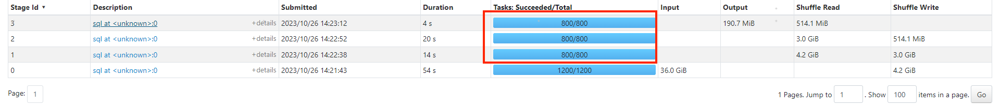 Stage Id ▾ Description Submitted Duration Tasks: Succeeded/Total Input Output Shuffle Read Shuffle Write
3 sql at <unknown>:0 +details 2023/10/26 14:23:12 4 s 800/800 190.7 MiB 514.1 MiB
2 sql at <unknown>:0 +details 2023/10/26 14:22:52 20 s 800/800 3.0 GiB 514.1 MiB
1 sql at <unknown>:0 +details 2023/10/26 14:22:38 14 s 800/800 4.2 GiB 3.0 GiB
0 sql at <unknown>:0 +details 2023/10/26 14:21:43 54 s 1200/1200 36.0 GiB 4.2 GiB
Page: 1 1 Pages. Jump to 1 . Show 100 items in a page. Go